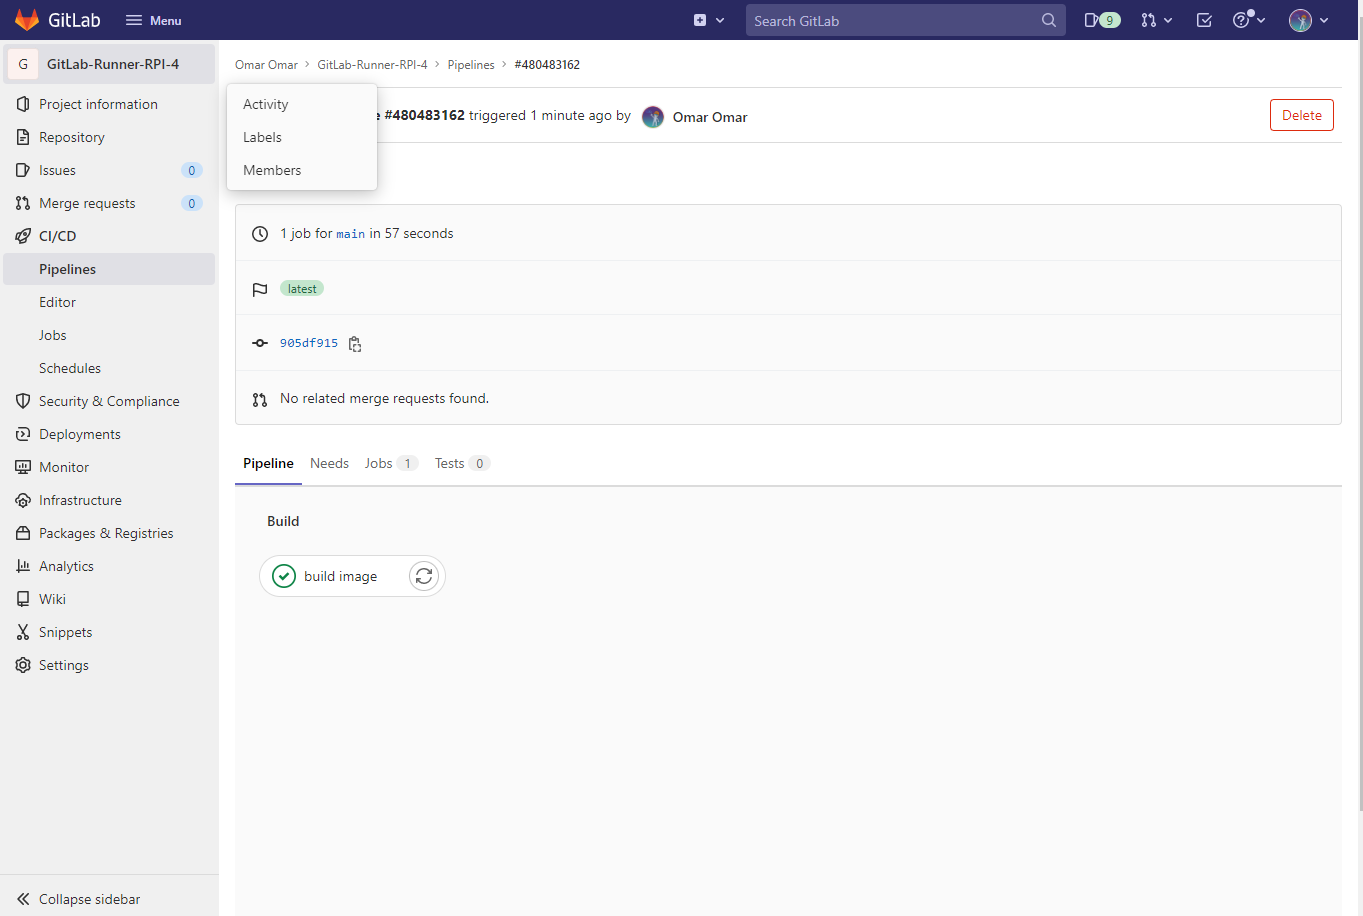 GitLab Menu Search GitLab 9
G GitLab-Runner-RPI-4
Omar Omar › GitLab-Runner-RPI-4 › Pipelines › #480483162
Project information
Repository
Issues 0
Merge requests 0
CI/CD
Pipelines
Editor
Jobs
Schedules
Security & Compliance
Deployments
Monitor
Infrastructure
Packages & Registries
Analytics
Wiki
Snippets
Settings
Collapse sidebar
Activity
Labels
Members
e #480483162 triggered 1 minute ago by Omar Omar Delete
1 job for main in 57 seconds
latest
905df915
No related merge requests found.
Pipeline Needs Jobs 1 Tests 0
Build
build image